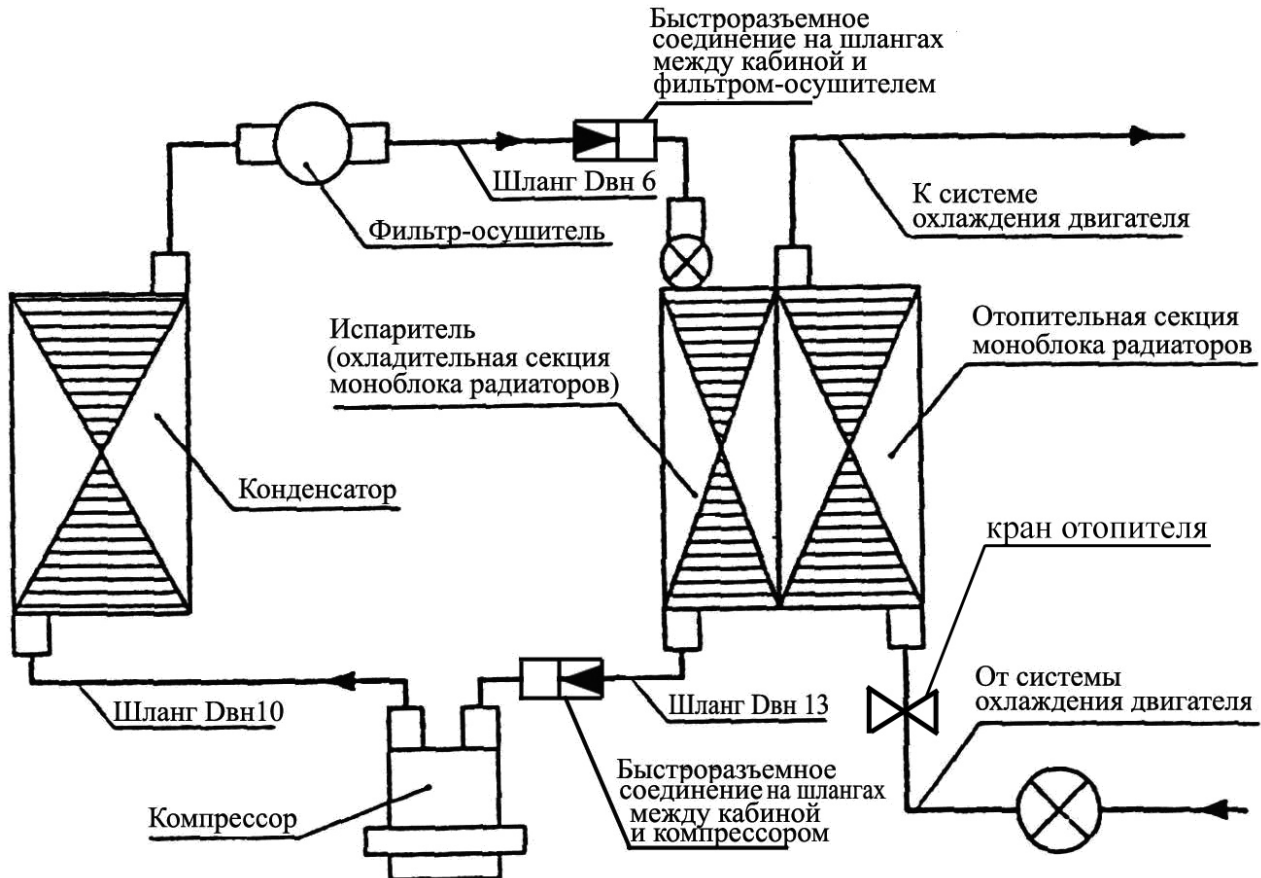 Быстроразъемное
соединение на шлангах
между кабиной и
фильтром-осушителем
Шланг Dвн 6
К системе
охлаждения двигателя
Фильтр-осушитель
Испаритель
(охладительная секция
моноблока радиаторов)
Отопительная секция
моноблока радиаторов
Конденсатор
кран отопителя
Шланг Dвн10
Шланг Dвн 13
От системы
охлаждения двигателя
Быстроразъемное
соединение на шлангах
между кабиной
и компрессором
Компрессор